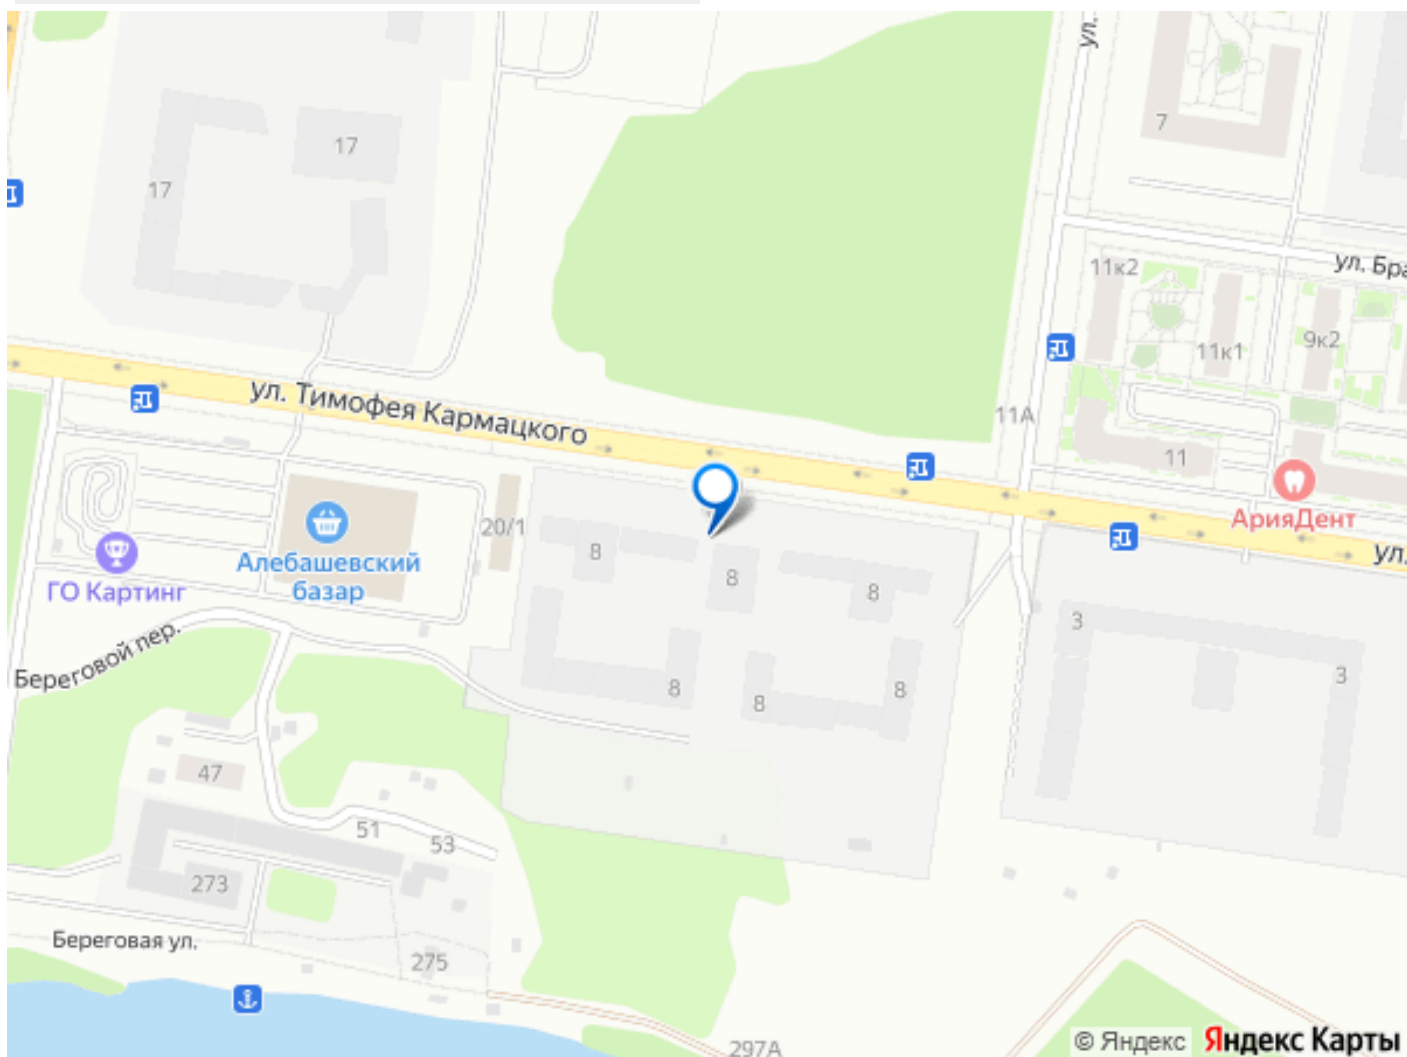 ул.
7
17
17
ул. Бра
11к2
11к1
9к2
ул. Тимофея Кармацкого
11А
11
АрияДент
20/1
Алебашевский
базар
ГО Картинг
ул.
8
8
8
3
Береговой пер.
8
8
8
3
47
51
53
273
Береговая ул.
275
297А
© Яндекс Яндекс Карты